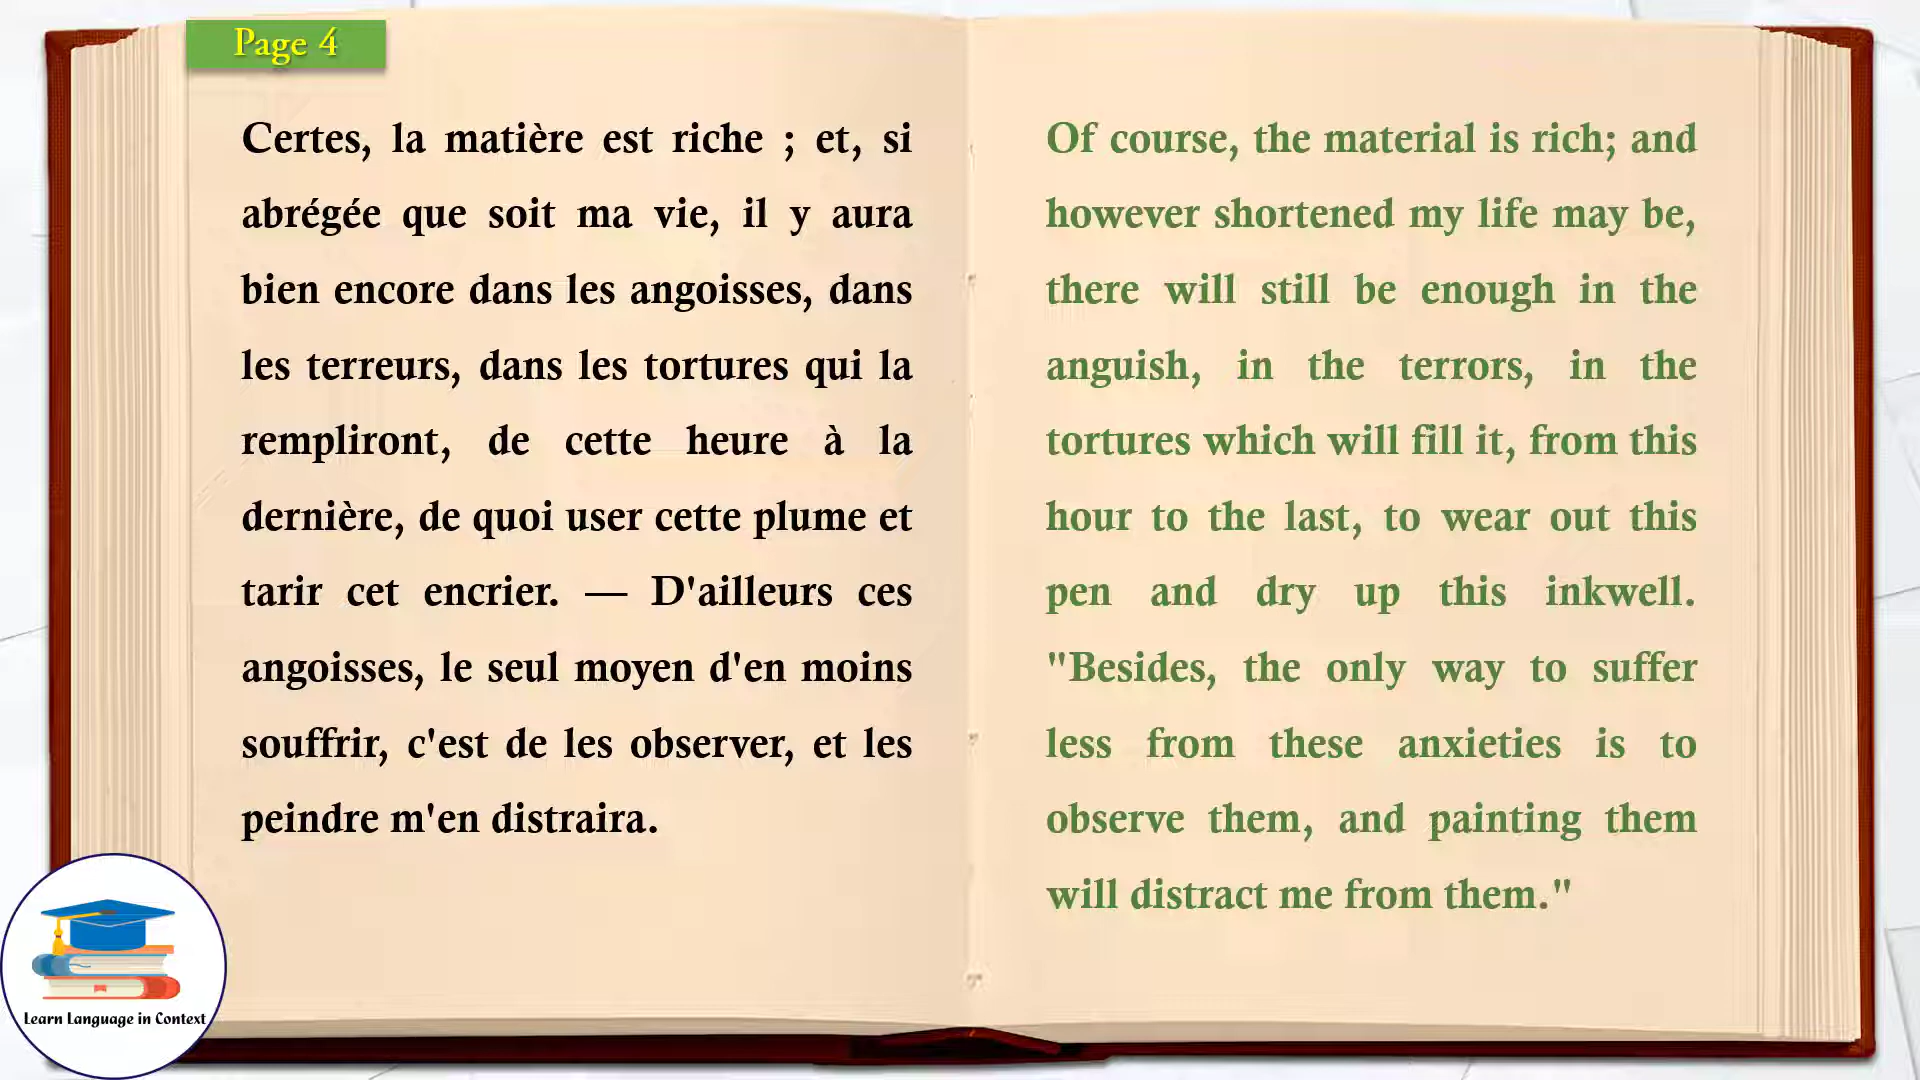 Page 4
Certes, la matière est riche ; et, si
abrégée que soit ma vie, il y aura
bien encore dans les angoisses, dans
les terreurs, dans les tortures qui la
rempliront, de cette heure à la
dernière, de quoi user cette plume et
tarir cet encrier. — D'ailleurs ces
angoisses, le seul moyen d'en moins
souffrir, c'est de les observer, et les
peindre m'en distraira.
Of course, the material is rich; and
however shortened my life may be,
there will still be enough in the
anguish, in the terrors, in the
tortures which will fill it, from this
hour to the last, to wear out this
pen and dry up this inkwell.
"Besides, the only way to suffer
less from these anxieties is to
observe them, and painting them
will distract me from them."
Learn Language in Context